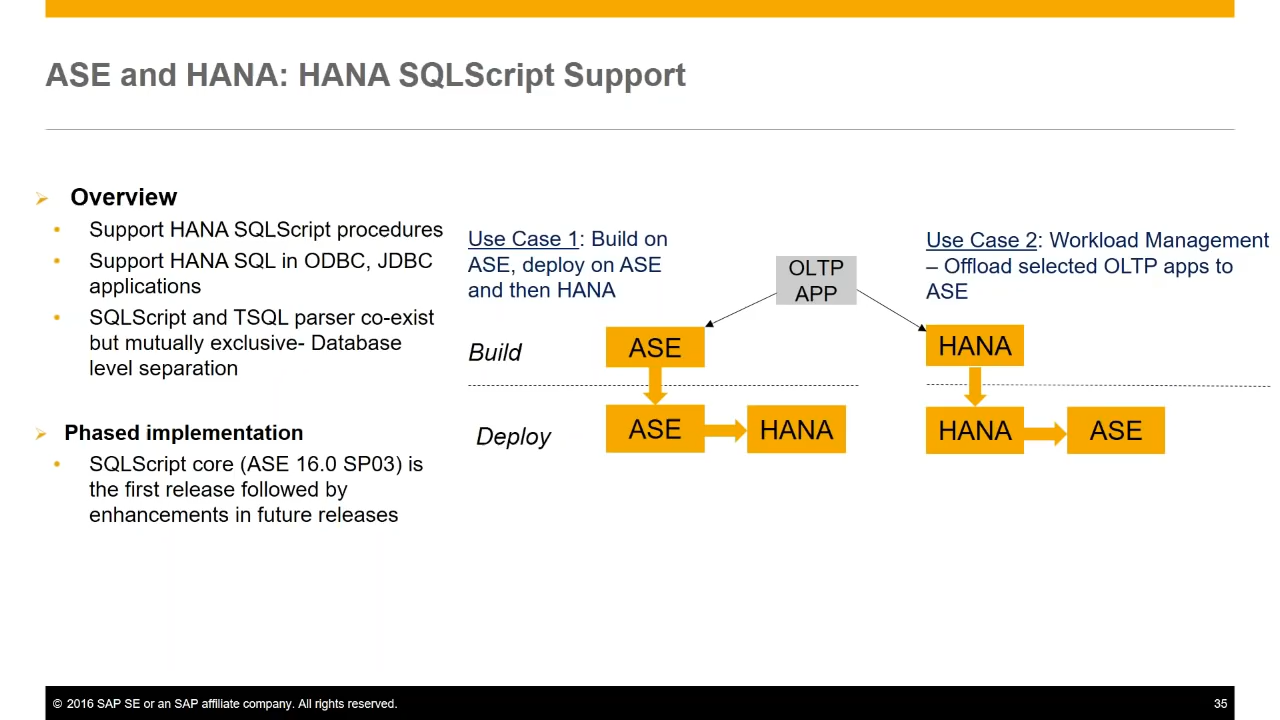 ASE and HANA: HANA SQLScript Support
Overview
Support HANA SQLScript procedures
Support HANA SQL in ODBC, JDBC
applications
SQLScript and TSQL parser co-exist
but mutually exclusive- Database
level separation
Phased implementation
SQLScript core (ASE 16.0 SP03) is
the first release followed by
enhancements in future releases
Use Case 1: Build on
ASE, deploy on ASE
and then HANA
OLTP
APP
Use Case 2: Workload Management
– Offload selected OLTP apps to
ASE
Build
ASE
HANA
Deploy
ASE
HANA
HANA
ASE
© 2016 SAP SE or an SAP affiliate company. All rights reserved.
35